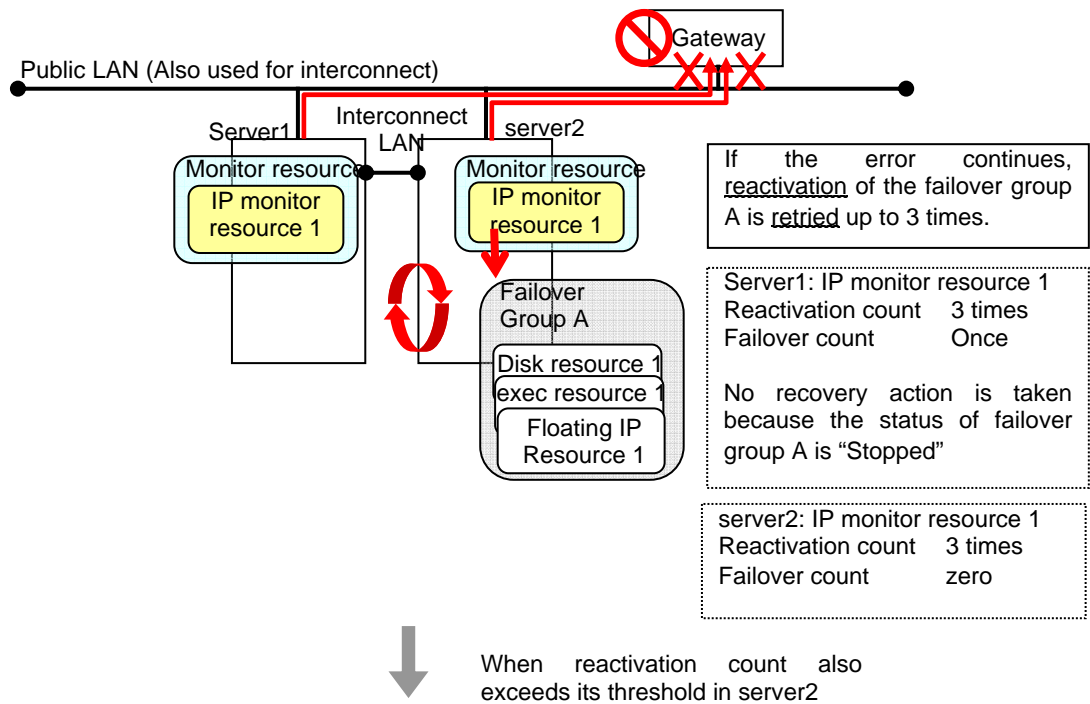 Gateway
Public LAN (Also used for interconnect)
Interconnect
LAN
Server1
server2
Monitor resource
IP monitor
resource 1
Monitor resource
IP monitor
resource 1
Failover
Group A
Disk resource 1
exec resource 1
Floating IP
Resource 1
If the error continues,
reactivation of the failover group
A is retried up to 3 times.
Server1: IP monitor resource 1
Reactivation count 3 times
Failover count Once
No recovery action is taken
because the status of failover
group A is “Stopped”
server2: IP monitor resource 1
Reactivation count 3 times
Failover count zero
When reactivation count also
exceeds its threshold in server2